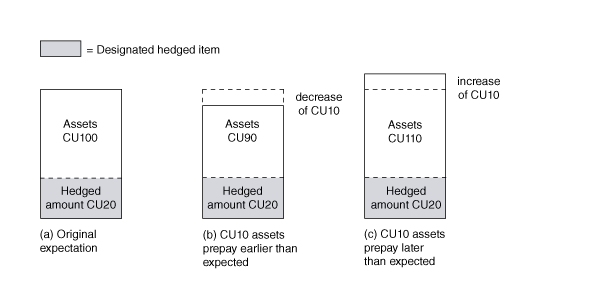 = Designated hedged item
Assets
CU100
Hedged
amount CU20
(a) Original
expectation
decrease
of CU10
Assets
CU90
Hedged
amount CU20
(b) CU10 assets
prepay earlier than
expected
increase
of CU10
Assets
CU110
Hedged
amount CU20
(c) CU10 assets
prepay later
than expected